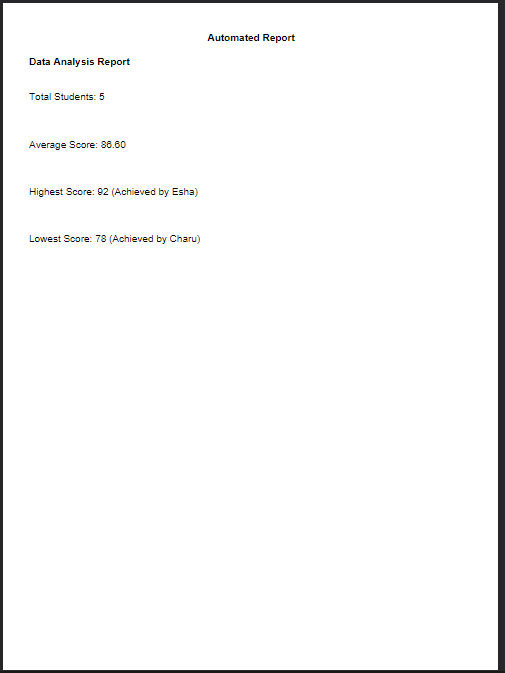 Automated Report
Data Analysis Report
Total Students: 5
Average Score: 86.60
Highest Score: 92 (Achieved by Esha)
Lowest Score: 78 (Achieved by Charu)